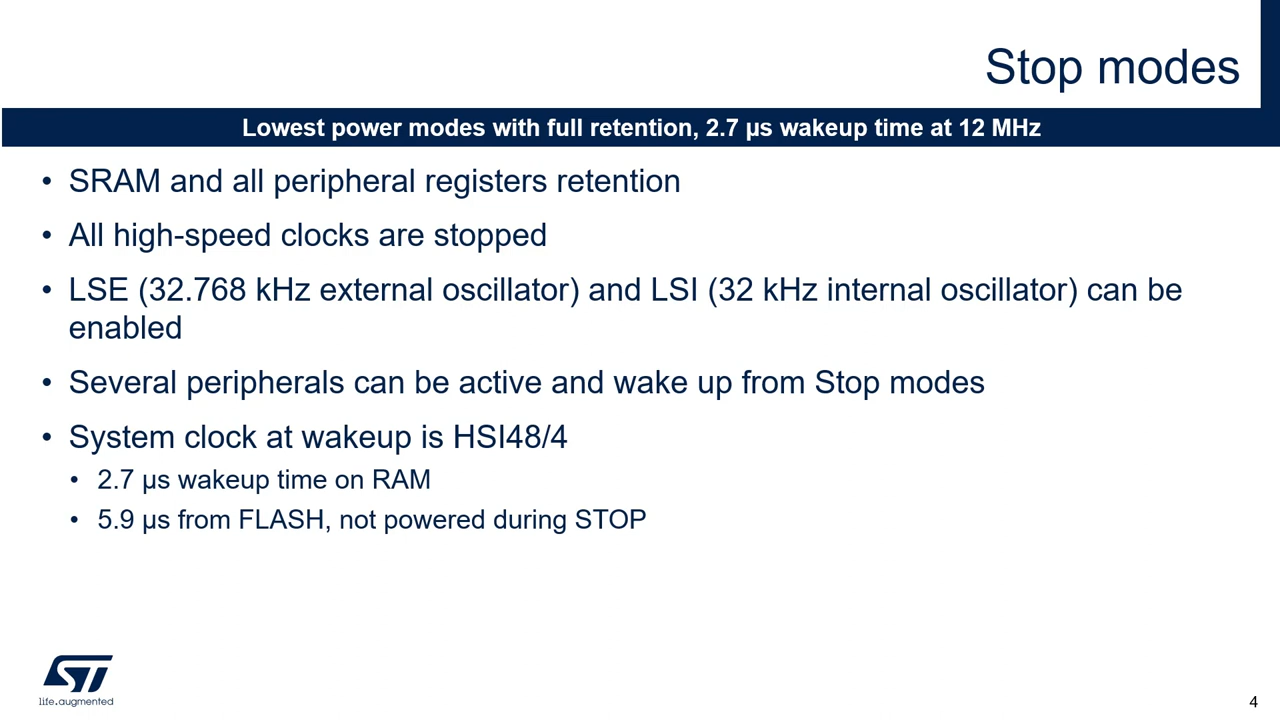 Stop modes
Lowest power modes with full retention, 2.7 µs wakeup time at 12 MHz
• SRAM and all peripheral registers retention
• All high-speed clocks are stopped
• LSE (32.768 kHz external oscillator) and LSI (32 kHz internal oscillator) can be
enabled
• Several peripherals can be active and wake up from Stop modes
• System clock at wakeup is HSI48/4
• 2.7 µs wakeup time on RAM
• 5.9 µs from FLASH, not powered during STOP
ST
life.augmented
4